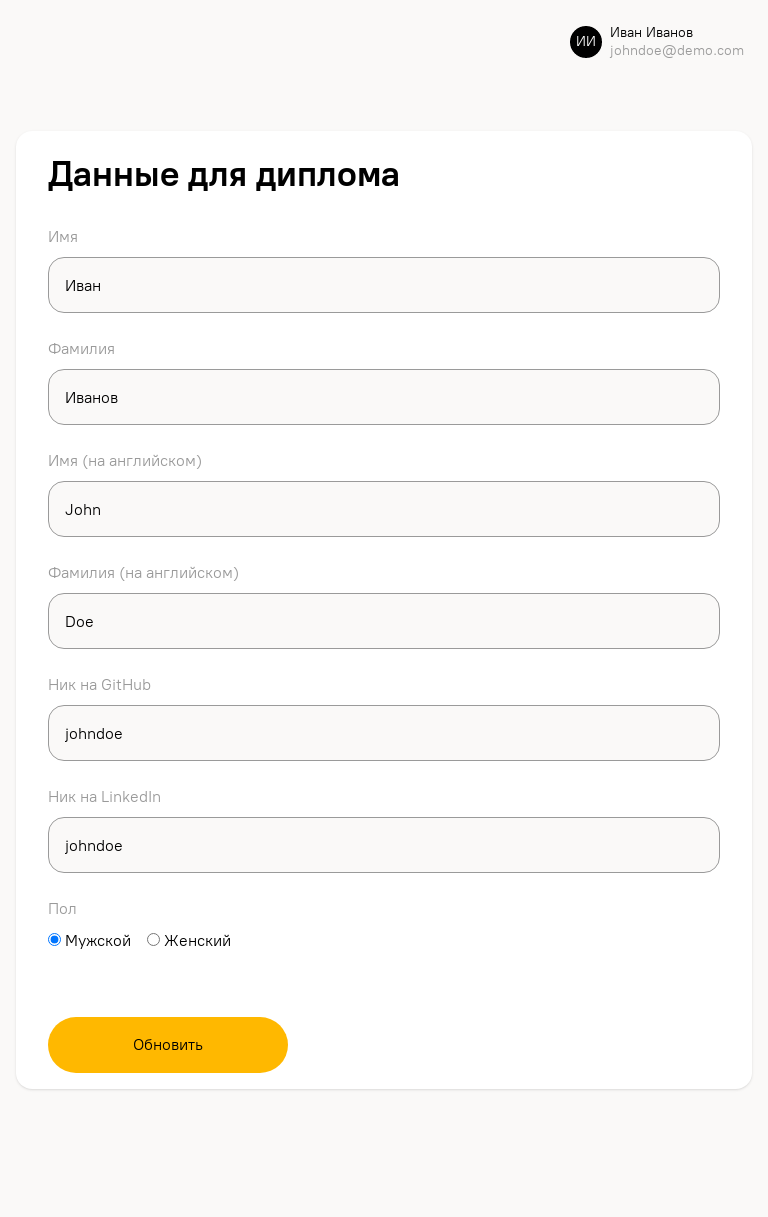 ИИ
Иван Иванов
johndoe@demo.com
Данные для диплома
Имя
Иван
Фамилия
Иванов
Имя (на английском)
John
Фамилия (на английском)
Doe
Ник на GitHub
johndoe
Ник на LinkedIn
johndoe
Пол
Мужской Женский
Обновить